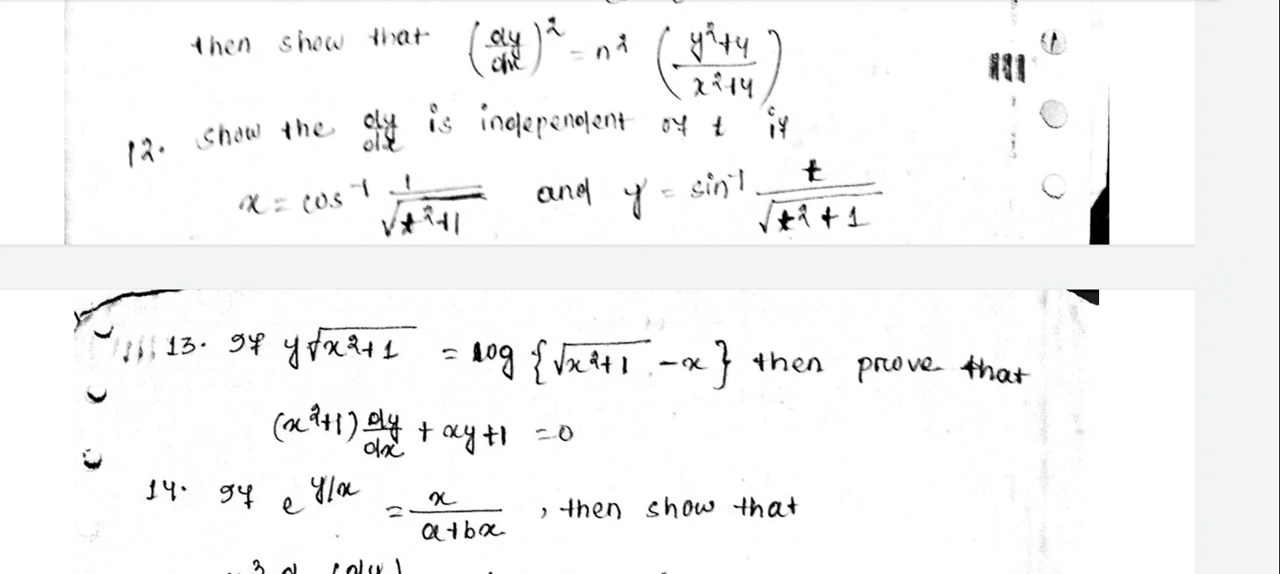 then show that (dy/dx)² = n² (y²+4 / x²+4)
12. show the dy/dx is independent of t if
x = cos⁻¹ 1/√t²+1 and y = sin⁻¹ t/√t²+1
13. If y√x²+1 = log {√x²+1 - x} then prove that
(x²+1) dy/dx + xy+1 = 0
14. If e^y/x = x/a+bx , then show that